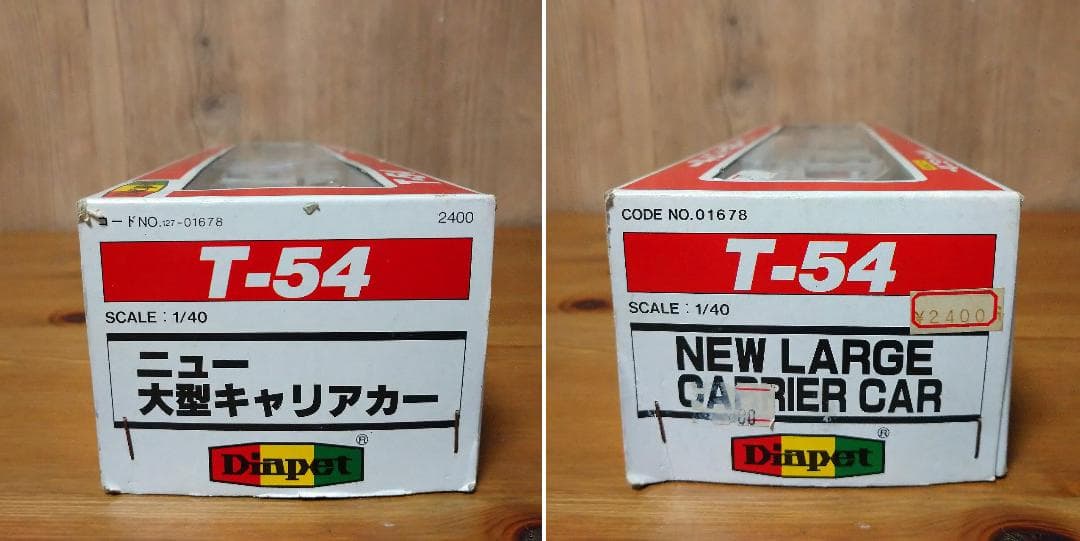 コードNO.127-01678
2400
T-54
SCALE : 1/40
ニュー
大型キャリアカー
Diapet
®
CODE NO.01678
T-54
SCALE : 1/40
¥2400
NEW LARGE
CARRIER CAR
Diapet
®